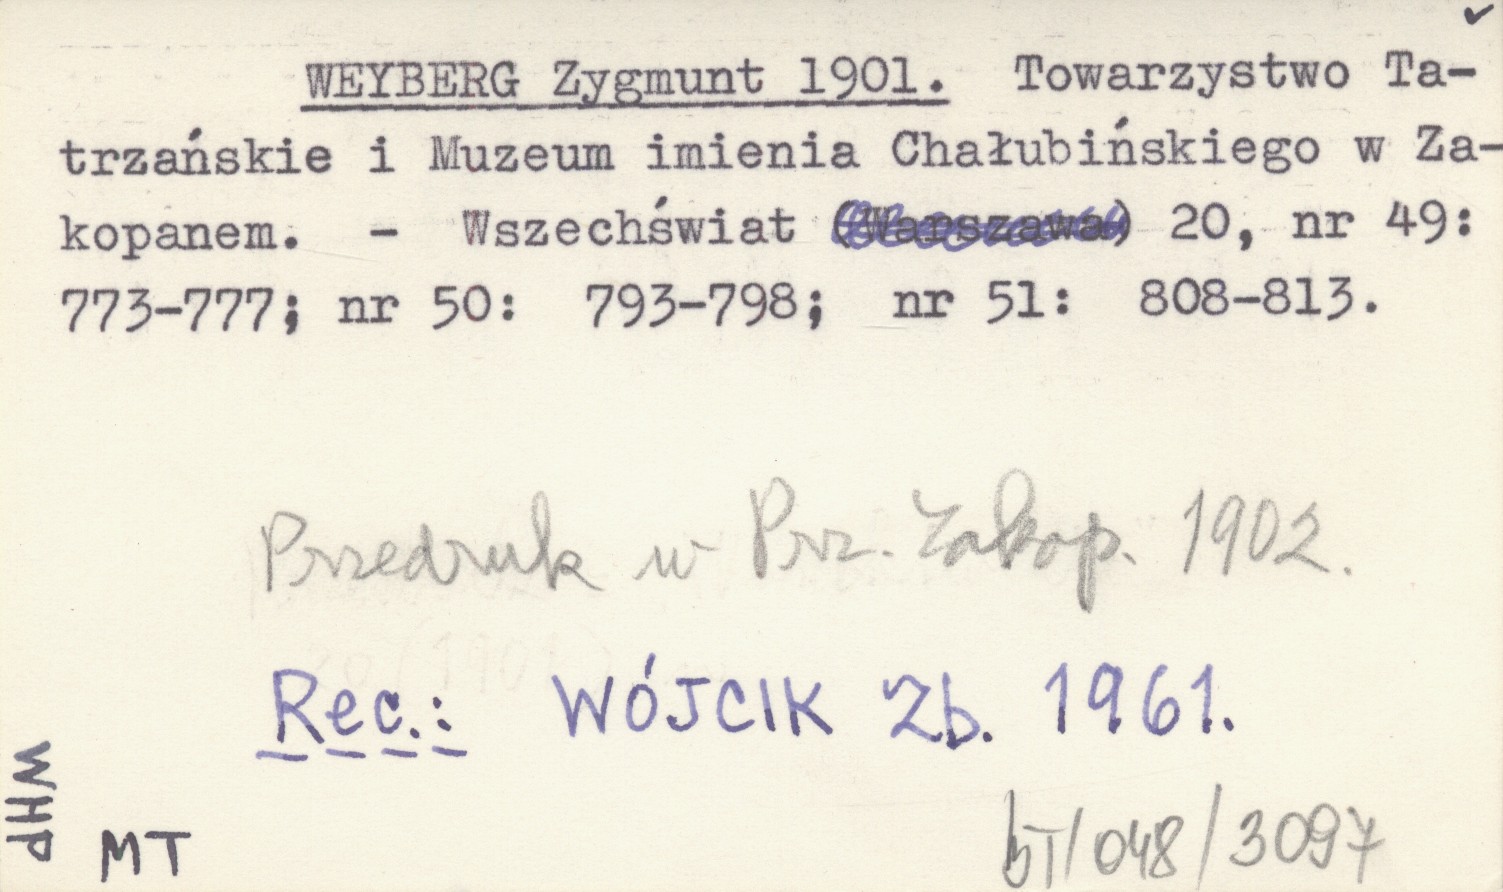 WEYBERG Zygmunt 1901. Towarzystwo Ta-
trzańskie i Muzeum imienia Chałubińskiego w Za-
kopanem. - Wszechświat (Warszawa) 20, nr 49:
773-777; nr 50: 793-798; nr 51: 808-813.
Przedruk w Prz. Zakop. 1902.
Rec.: WÓJCIK Zb. 1961.
WHP
MT
bT/048/3097